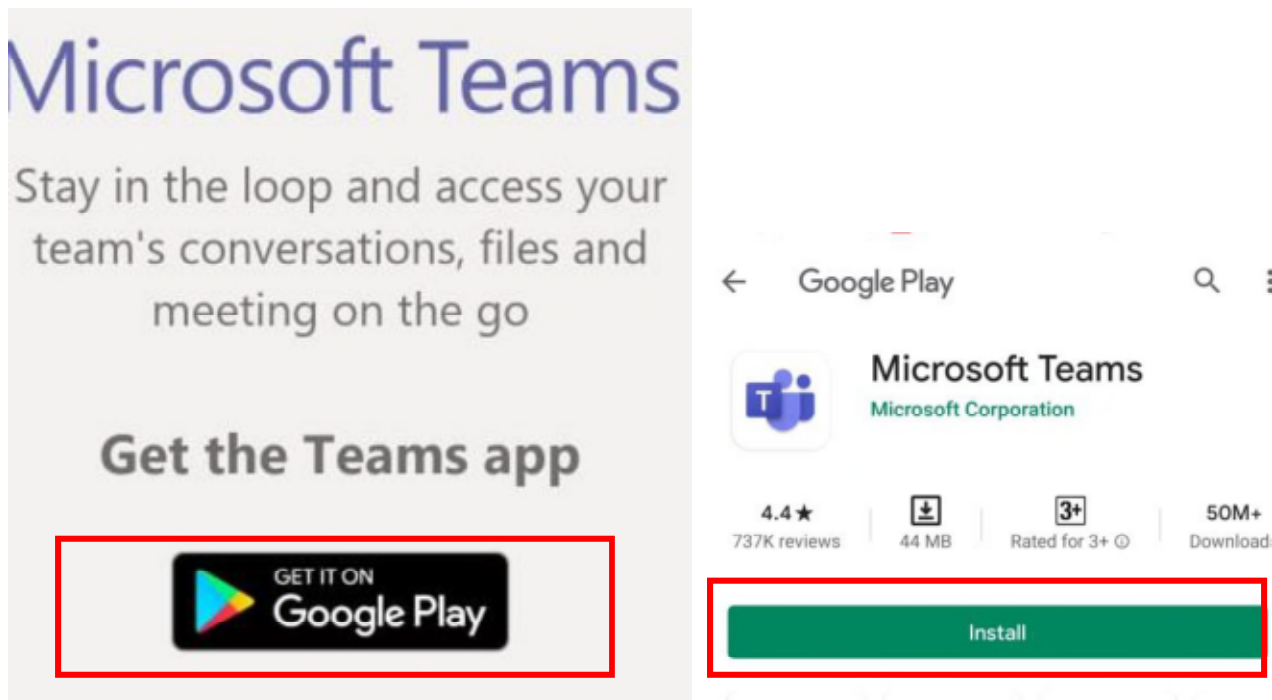 Microsoft Teams
Stay in the loop and access your
team's conversations, files and
meeting on the go
Get the Teams app
GET IT ON
Google Play
Google Play
T
Microsoft Teams
Microsoft Corporation
4.4★
737K reviews
44 MB
3+
Rated for 3+
50M+
Download
Install